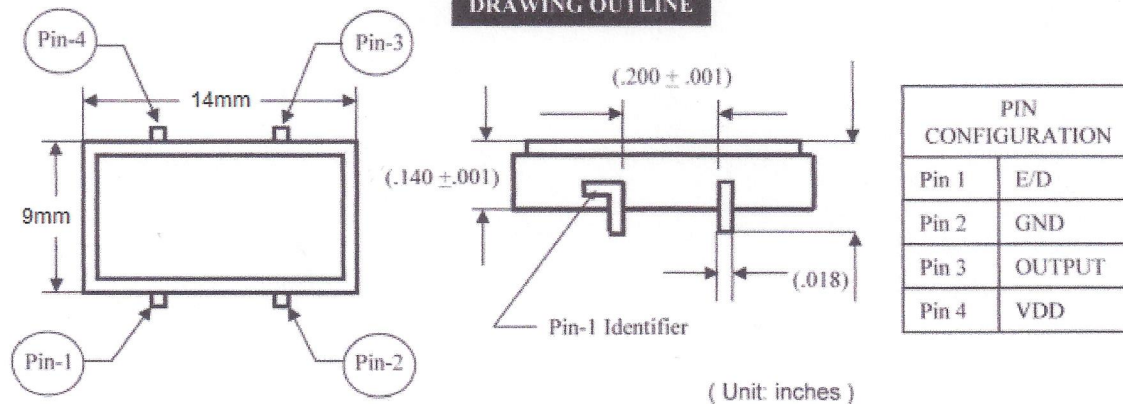 DRAWING OUTLINE
Pin-4
Pin-3
14mm
9mm
Pin-1
Pin-2
(.200 ± .001)
(.140 ±.001)
(.018)
Pin-1 Identifier
( Unit: inches )
PIN
CONFIGURATION
Pin 1 E/D
Pin 2 GND
Pin 3 OUTPUT
Pin 4 VDD